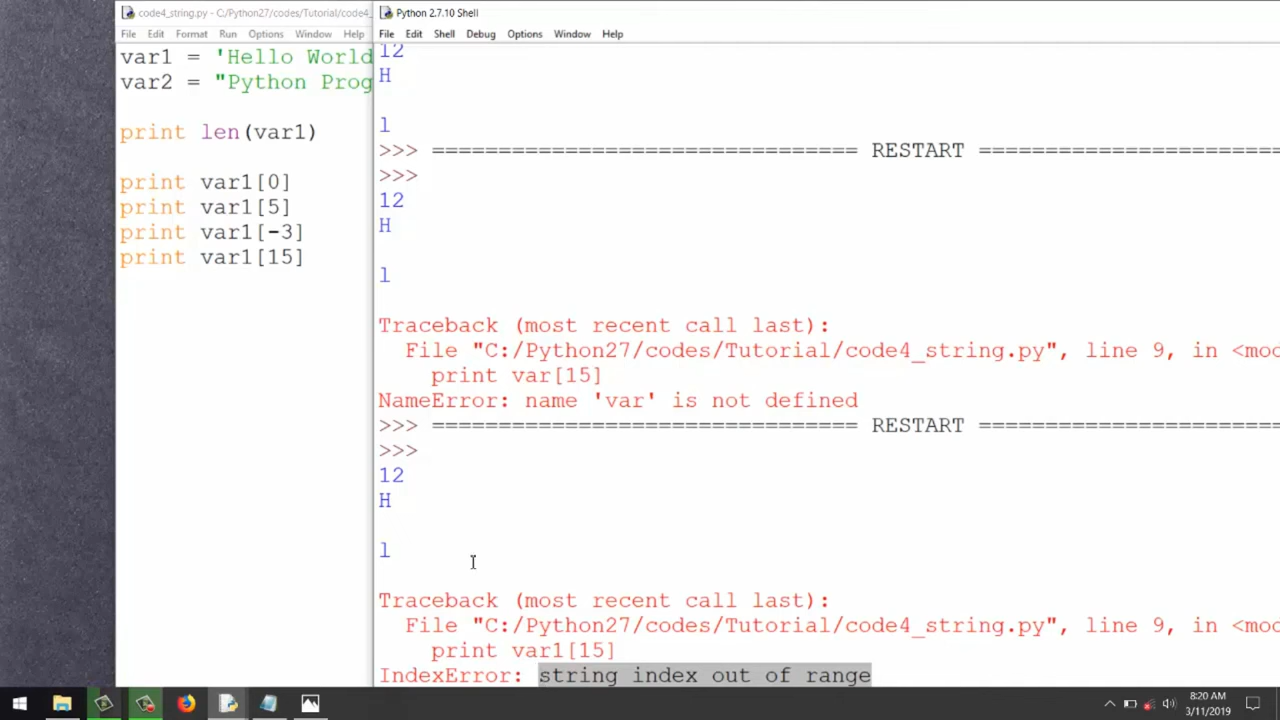 code4_string.py - C:/Python27/codes/Tutorial/code4_
File Edit Format Run Options Window Help
var1 = 'Hello World
var2 = "Python Prog
print len(var1)
print var1[0]
print var1[5]
print var1[-3]
print var1[15]
Python 2.7.10 Shell
File Edit Shell Debug Options Window Help
12
H
l
>>> ================================ RESTART ================================
>>>
12
H
l
Traceback (most recent call last):
File "C:/Python27/codes/Tutorial/code4_string.py", line 9, in <mod
print var[15]
NameError: name 'var' is not defined
>>> ================================ RESTART ================================
>>>
12
H
l
Traceback (most recent call last):
File "C:/Python27/codes/Tutorial/code4_string.py", line 9, in <mod
print var1[15]
IndexError: string index out of range
8:20 AM
3/11/2019